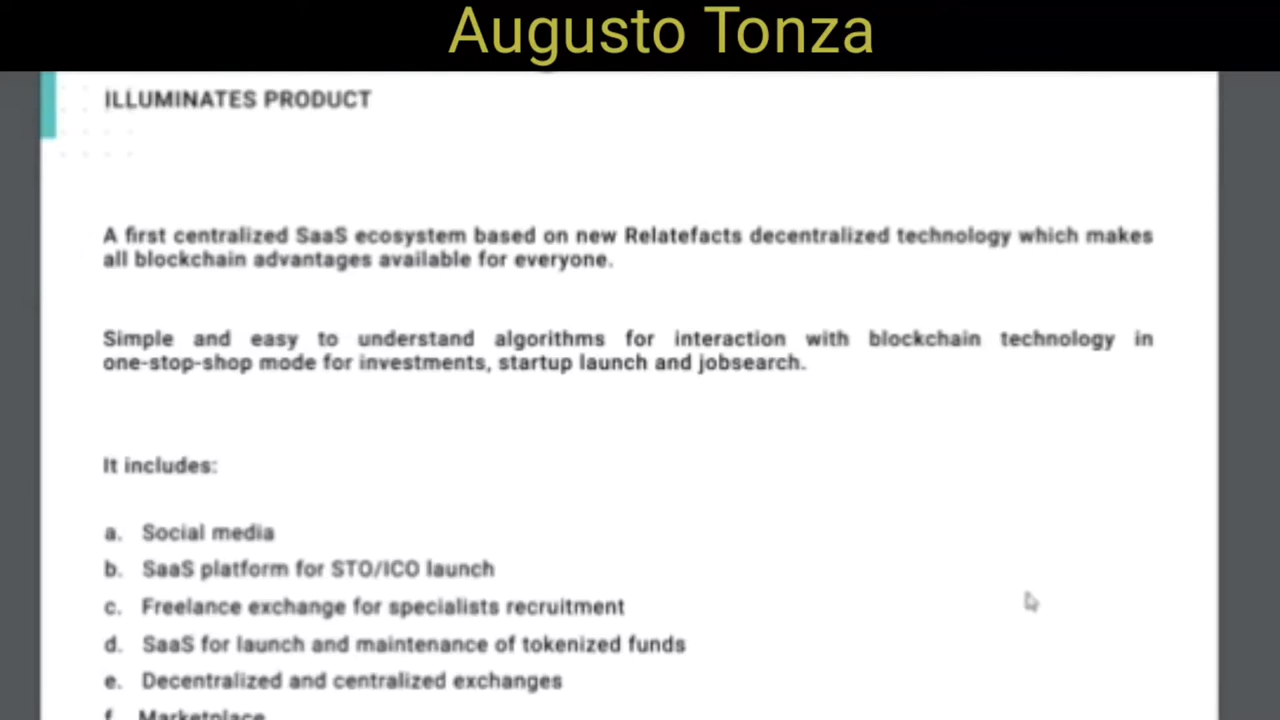 Augusto Tonza
ILLUMINATES PRODUCT
A first centralized SaaS ecosystem based on new Relatefacts decentralized technology which makes
all blockchain advantages available for everyone.
Simple and easy to understand algorithms for interaction with blockchain technology in
one-stop-shop mode for investments, startup launch and jobsearch.
It includes:
a. Social media
b. SaaS platform for STO/ICO launch
c. Freelance exchange for specialists recruitment
d. SaaS for launch and maintenance of tokenized funds
e. Decentralized and centralized exchanges
f. Marketplace